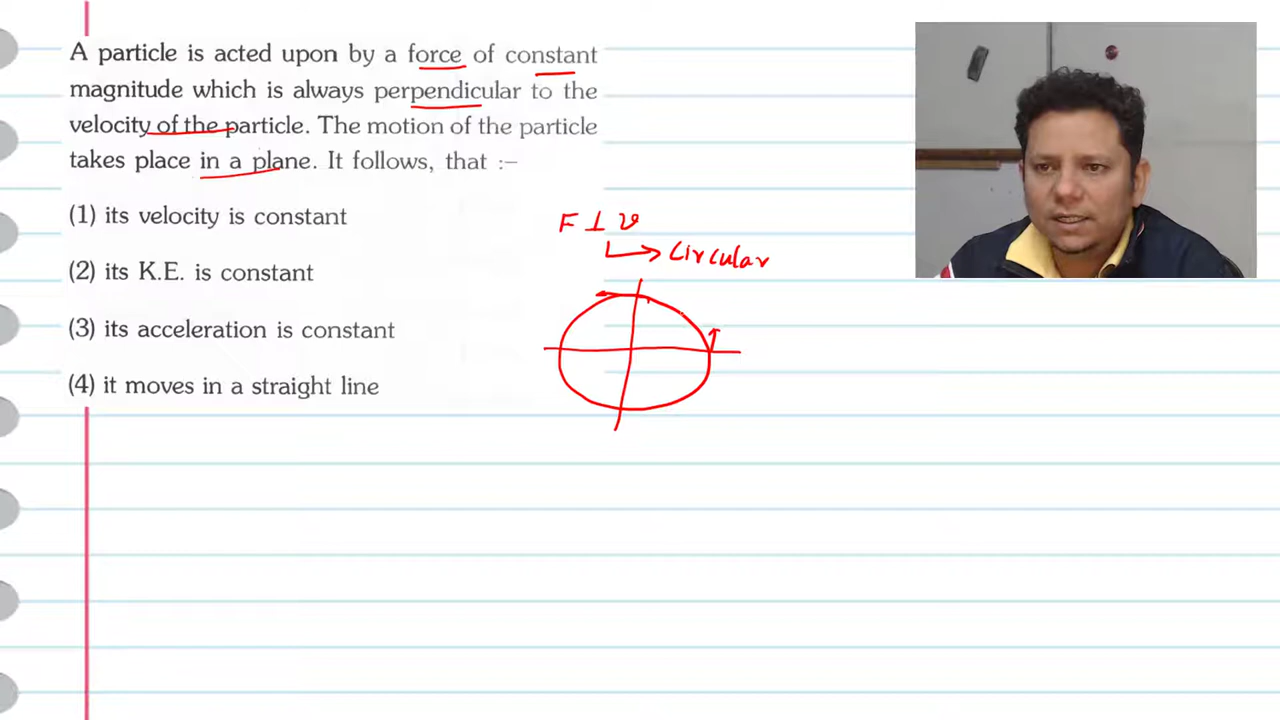 A particle is acted upon by a force of constant
magnitude which is always perpendicular to the
velocity of the particle. The motion of the particle
takes place in a plane. It follows, that :–
(1) its velocity is constant
F ⊥ v
(2) its K.E. is constant
Circular
(3) its acceleration is constant
(4) it moves in a straight line